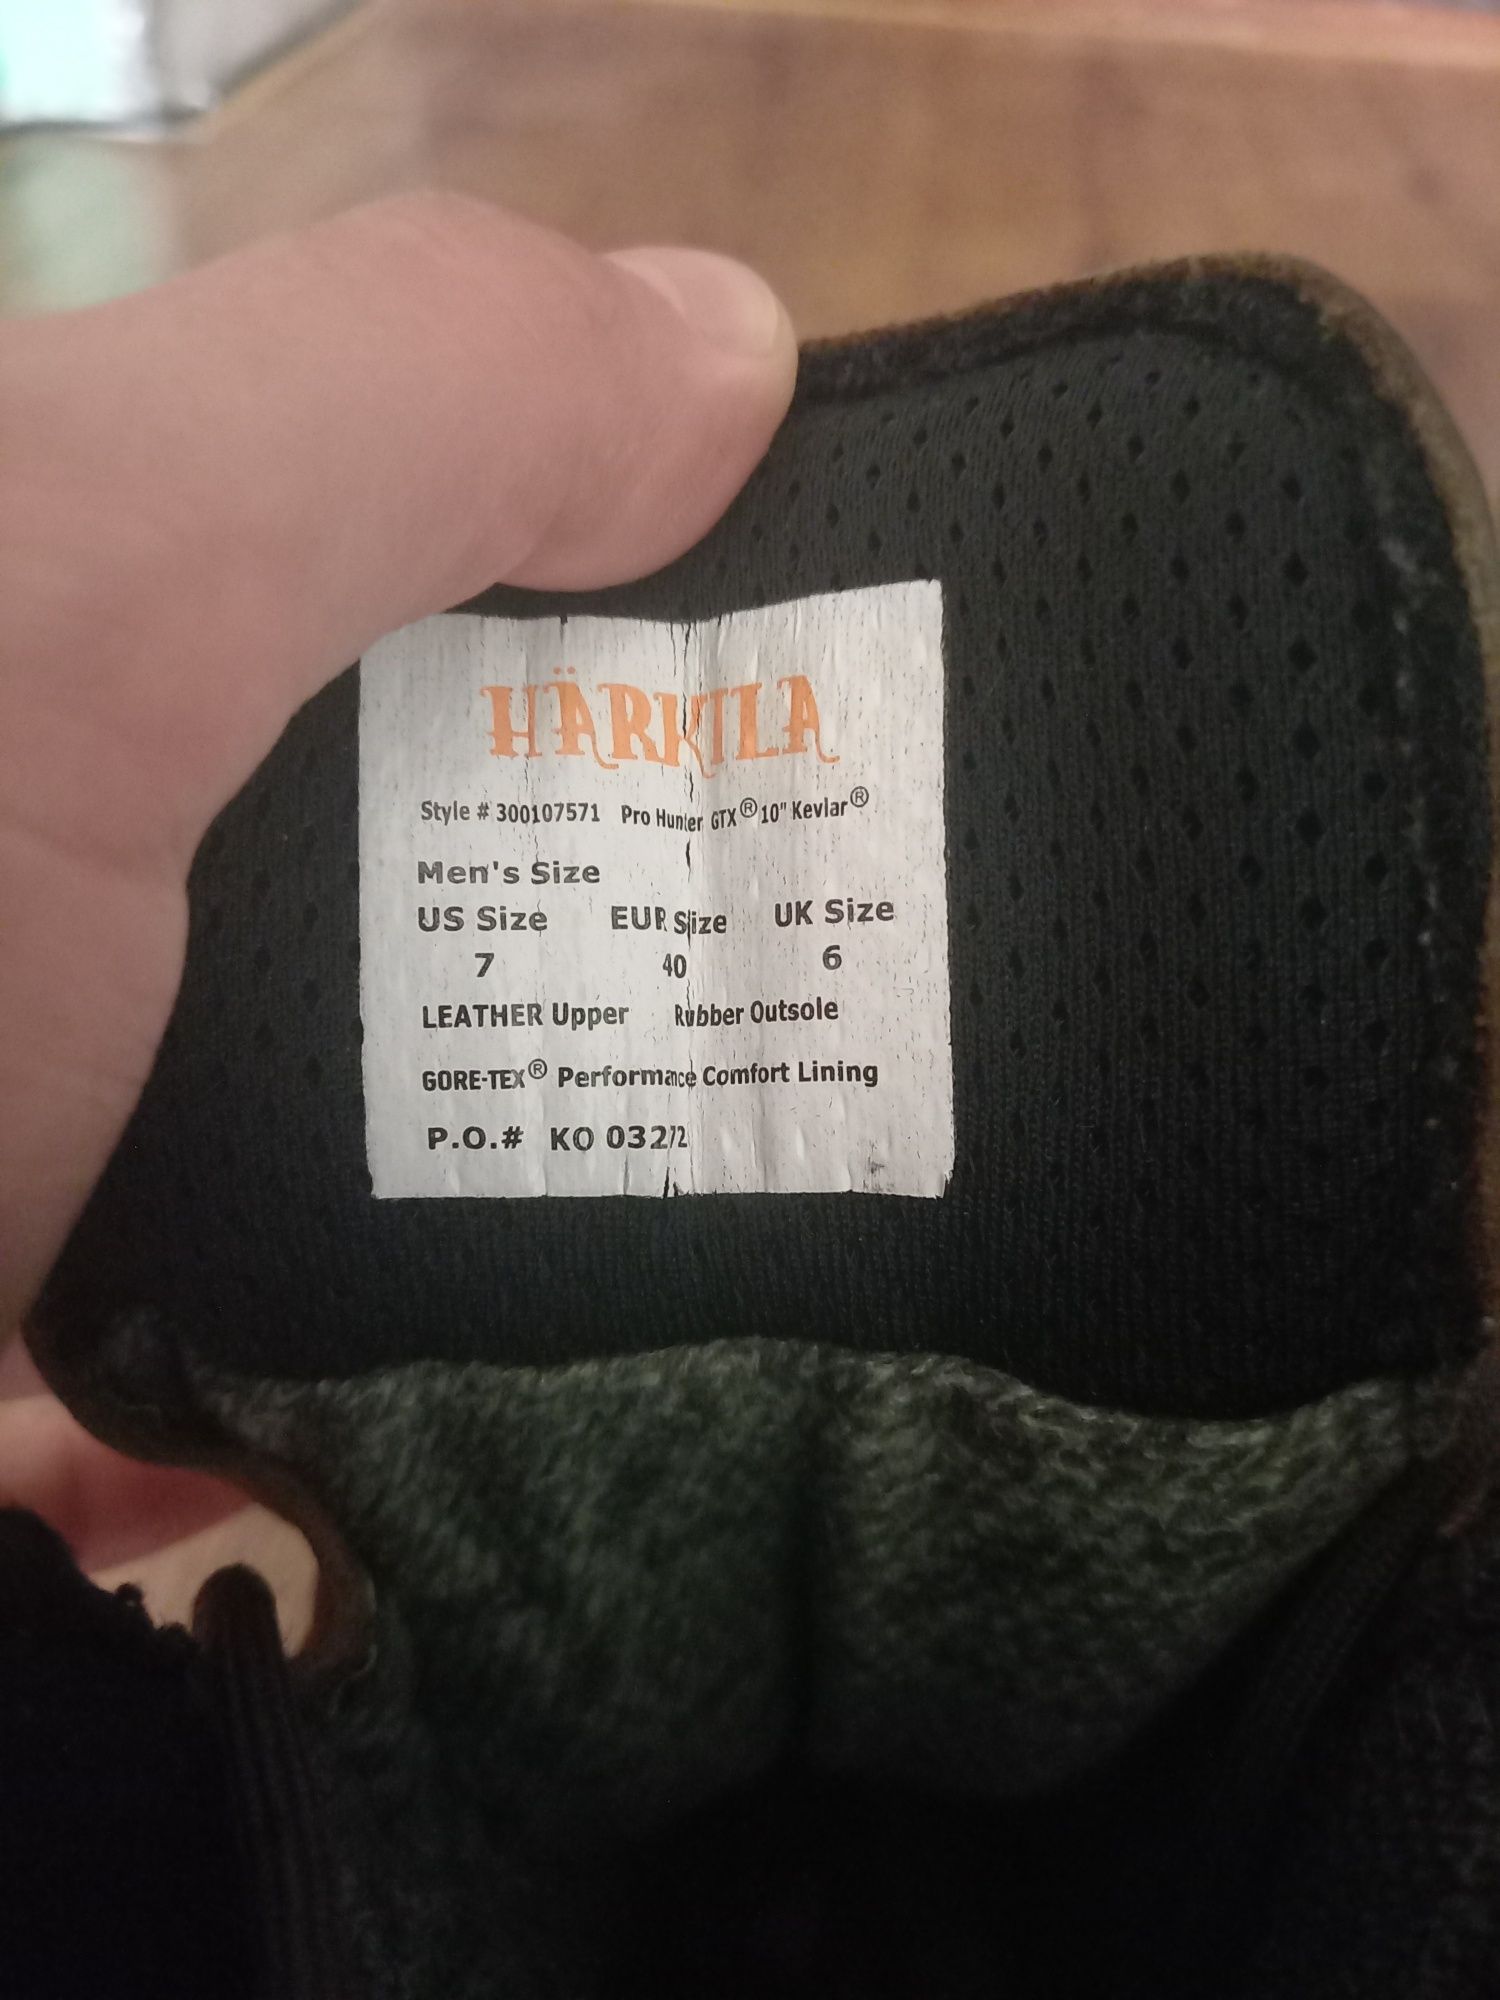 HÄRKILA
Style # 300107571 Pro Hunter GTX® 10" Kevlar®
Men's Size
US Size EUR Size UK Size
7 40 6
LEATHER Upper Rubber Outsole
GORE-TEX® Performance Comfort Lining
P.O.# KO 03272